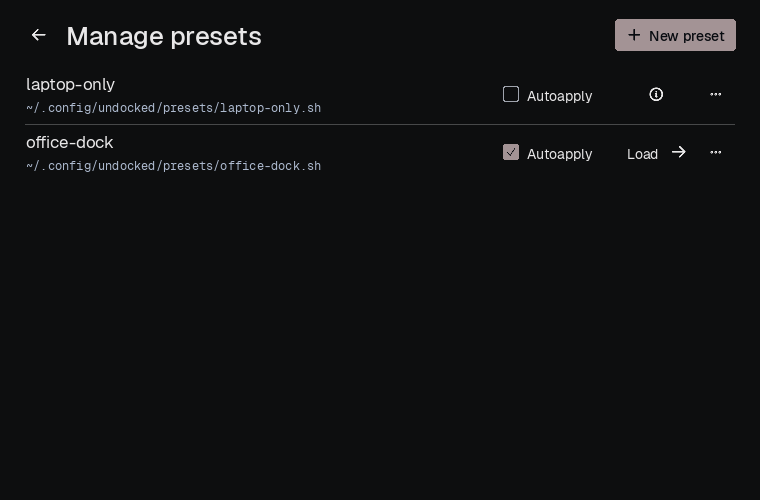 Manage presets
New preset
laptop-only
~/.config/undocked/presets/laptop-only.sh
Autoapply
office-dock
~/.config/undocked/presets/office-dock.sh
Autoapply
Load